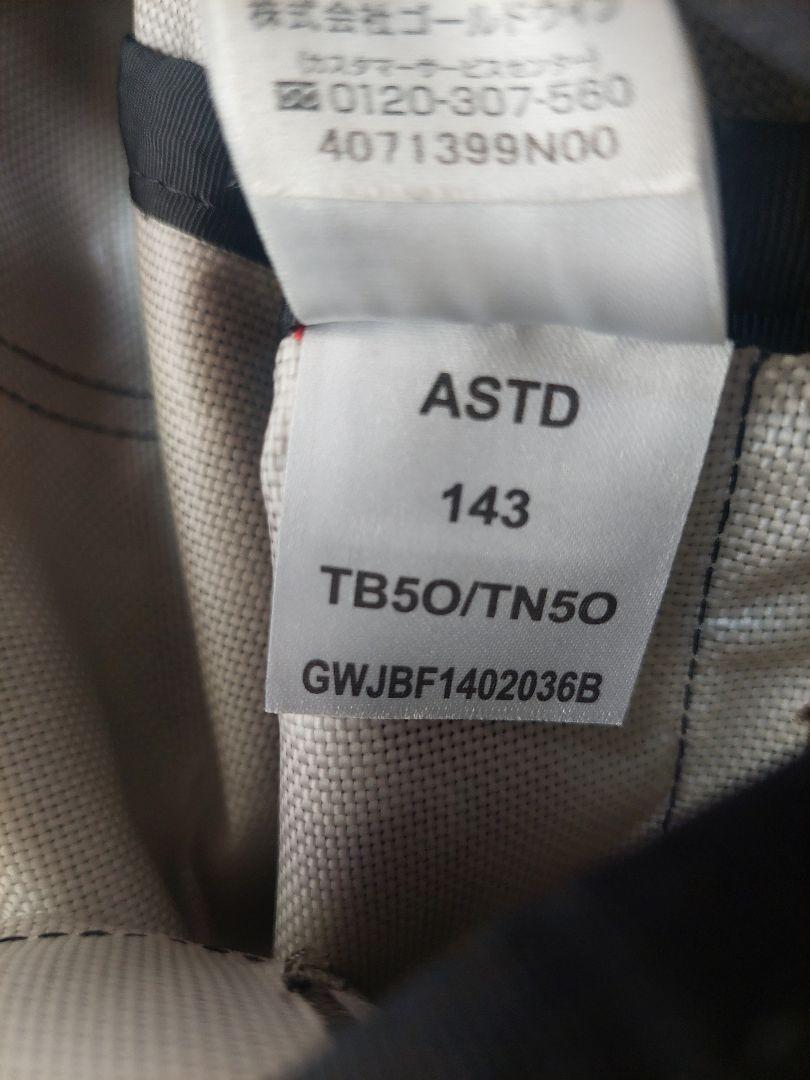 株式会社ゴールドウイン
(カスタマーサービスセンター)
0120-307-560
4071399N00
ASTD
143
TB5O/TN5O
GWJBF1402036B